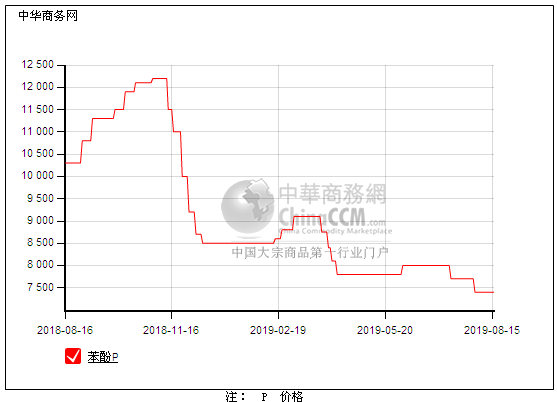 中华商务网
12 500
12 000
11 500
11 000
10 500
10 000
9 500
9 000
8 500
8 000
7 500
中華商務網
ChinaCCM.com
China Commodity Marketplace
中国大宗商品第一行业门户
2018-08-16 2018-11-16 2019-02-19 2019-05-20 2019-08-15
苯酚P
注： P 价格